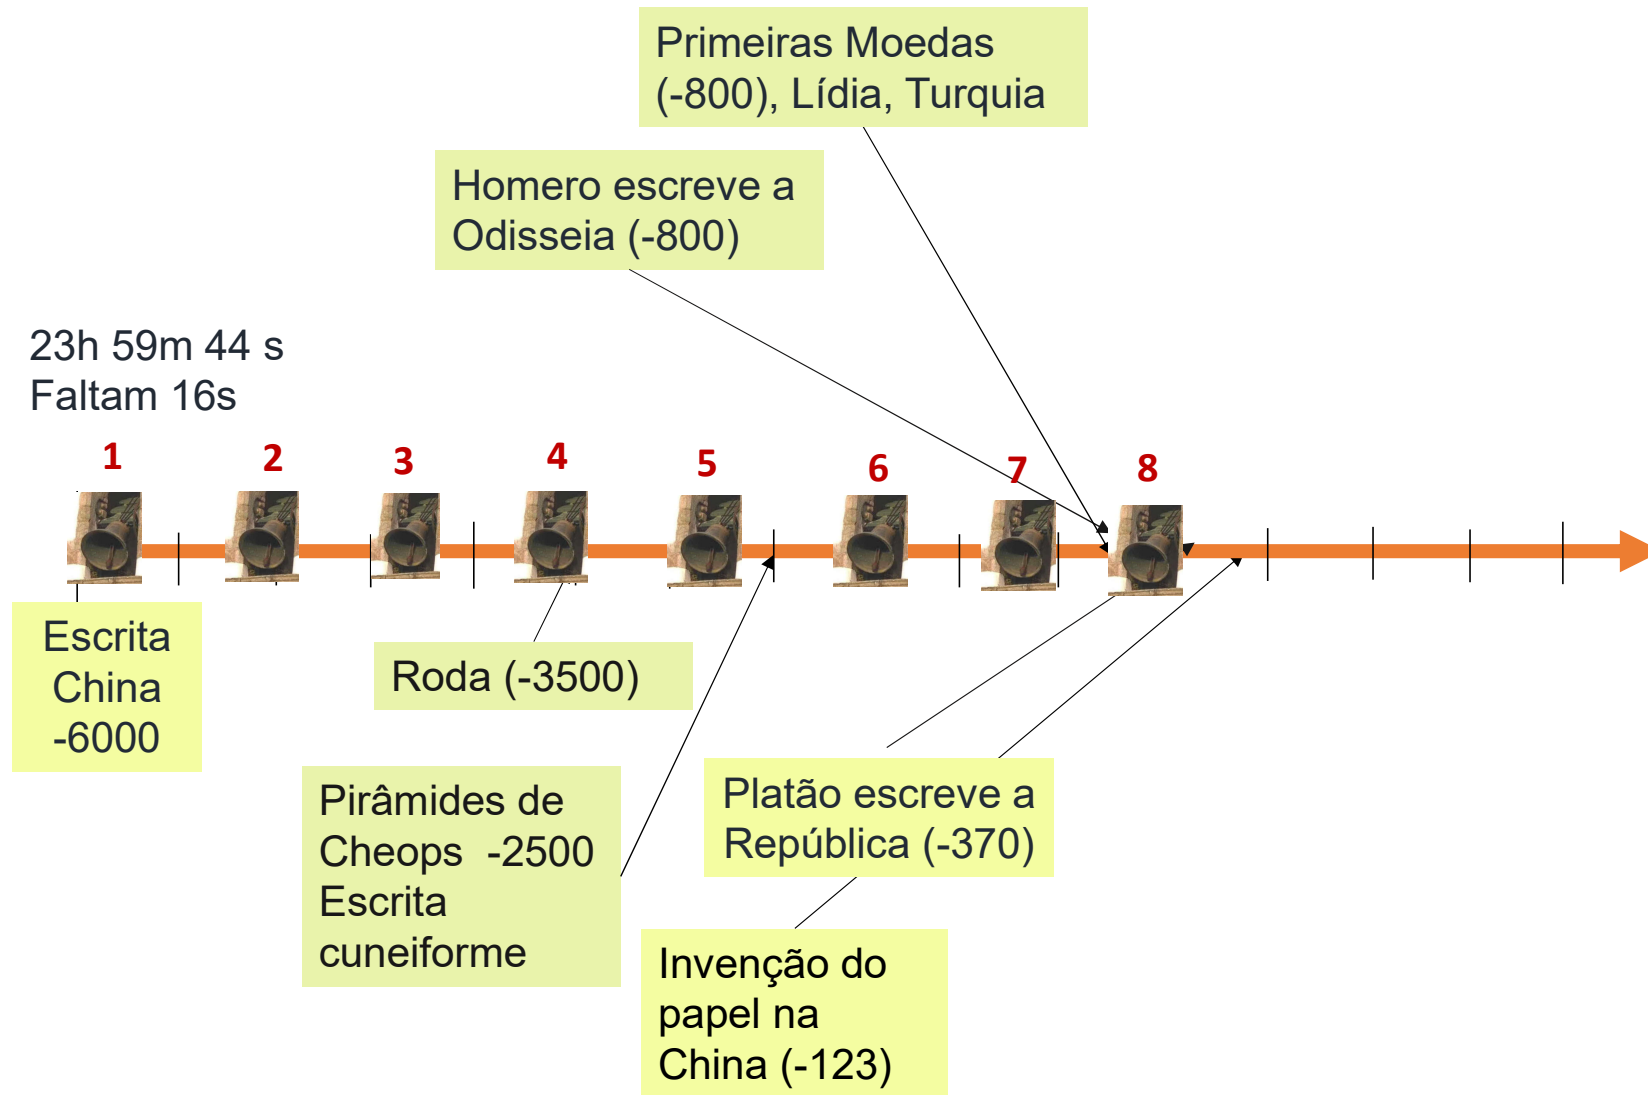 Primeiras Moedas
(-800), Lídia, Turquia
Homero escreve a
Odisseia (-800)
23h 59m 44 s
Faltam 16s
1
2
3
4
5
6
7
8
Escrita
China
-6000
Roda (-3500)
Pirâmides de
Cheops -2500
Escrita
cuneiforme
Platão escreve a
República (-370)
Invenção do
papel na
China (-123)